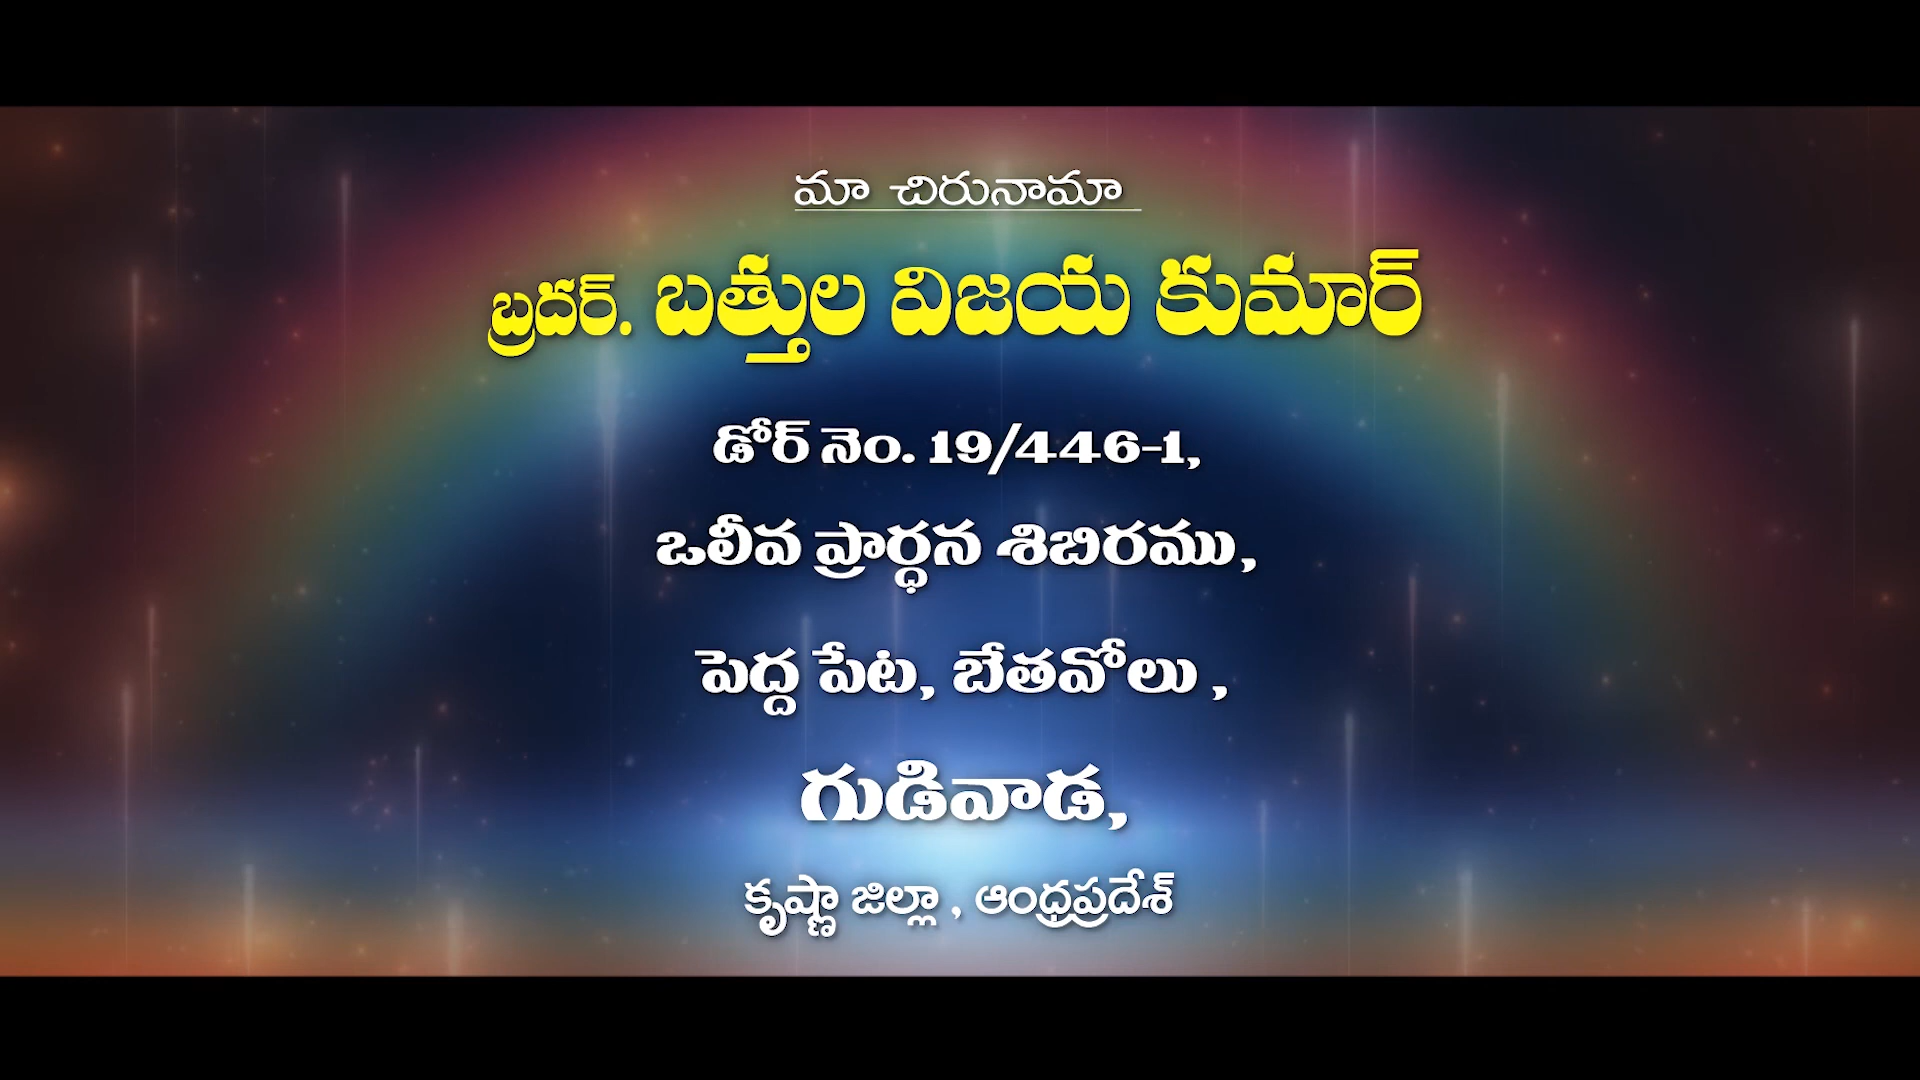 మా చిరునామా
బ్రదర్. బత్తుల విజయ కుమార్
డోర్ నెం. 19/446-1,
ఒలీవ ప్రార్ధన శిబిరము,
పెద్ద పేట, బేతవోలు ,
గుడివాడ,
కృష్ణా జిల్లా , ఆంధ్రప్రదేశ్